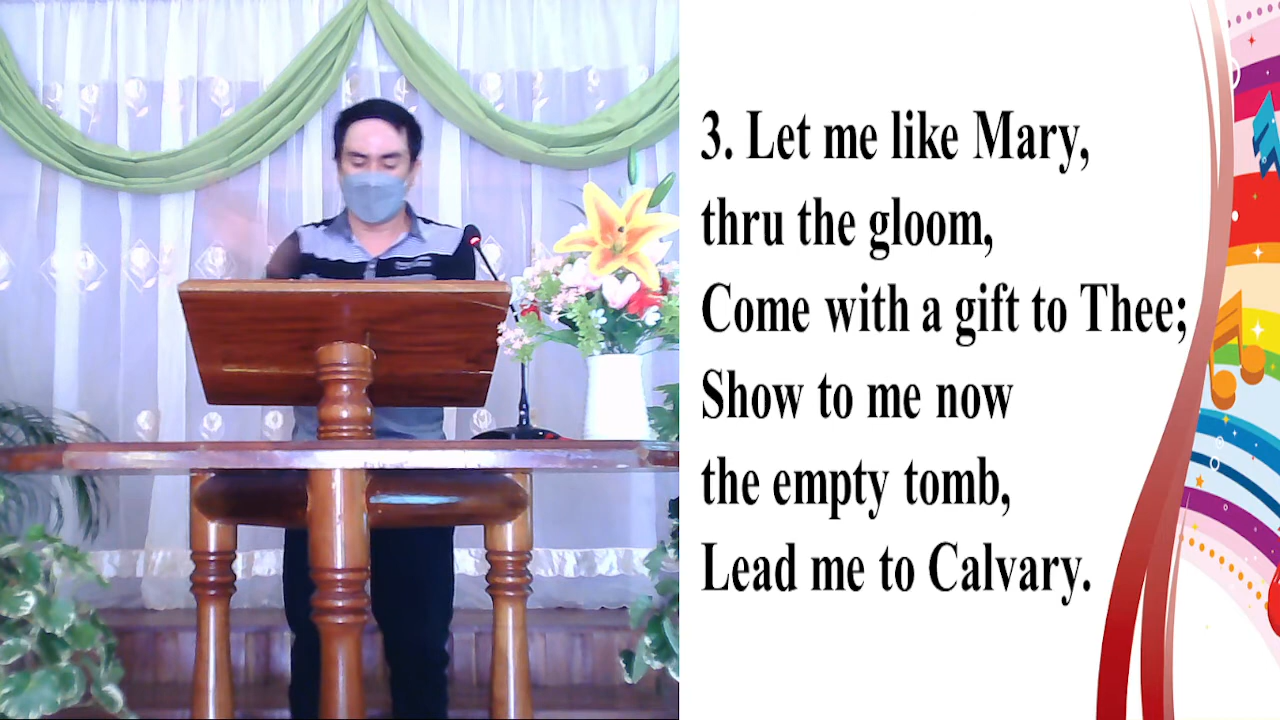 3. Let me like Mary,
thru the gloom,
Come with a gift to Thee;
Show to me now
the empty tomb,
Lead me to Calvary.